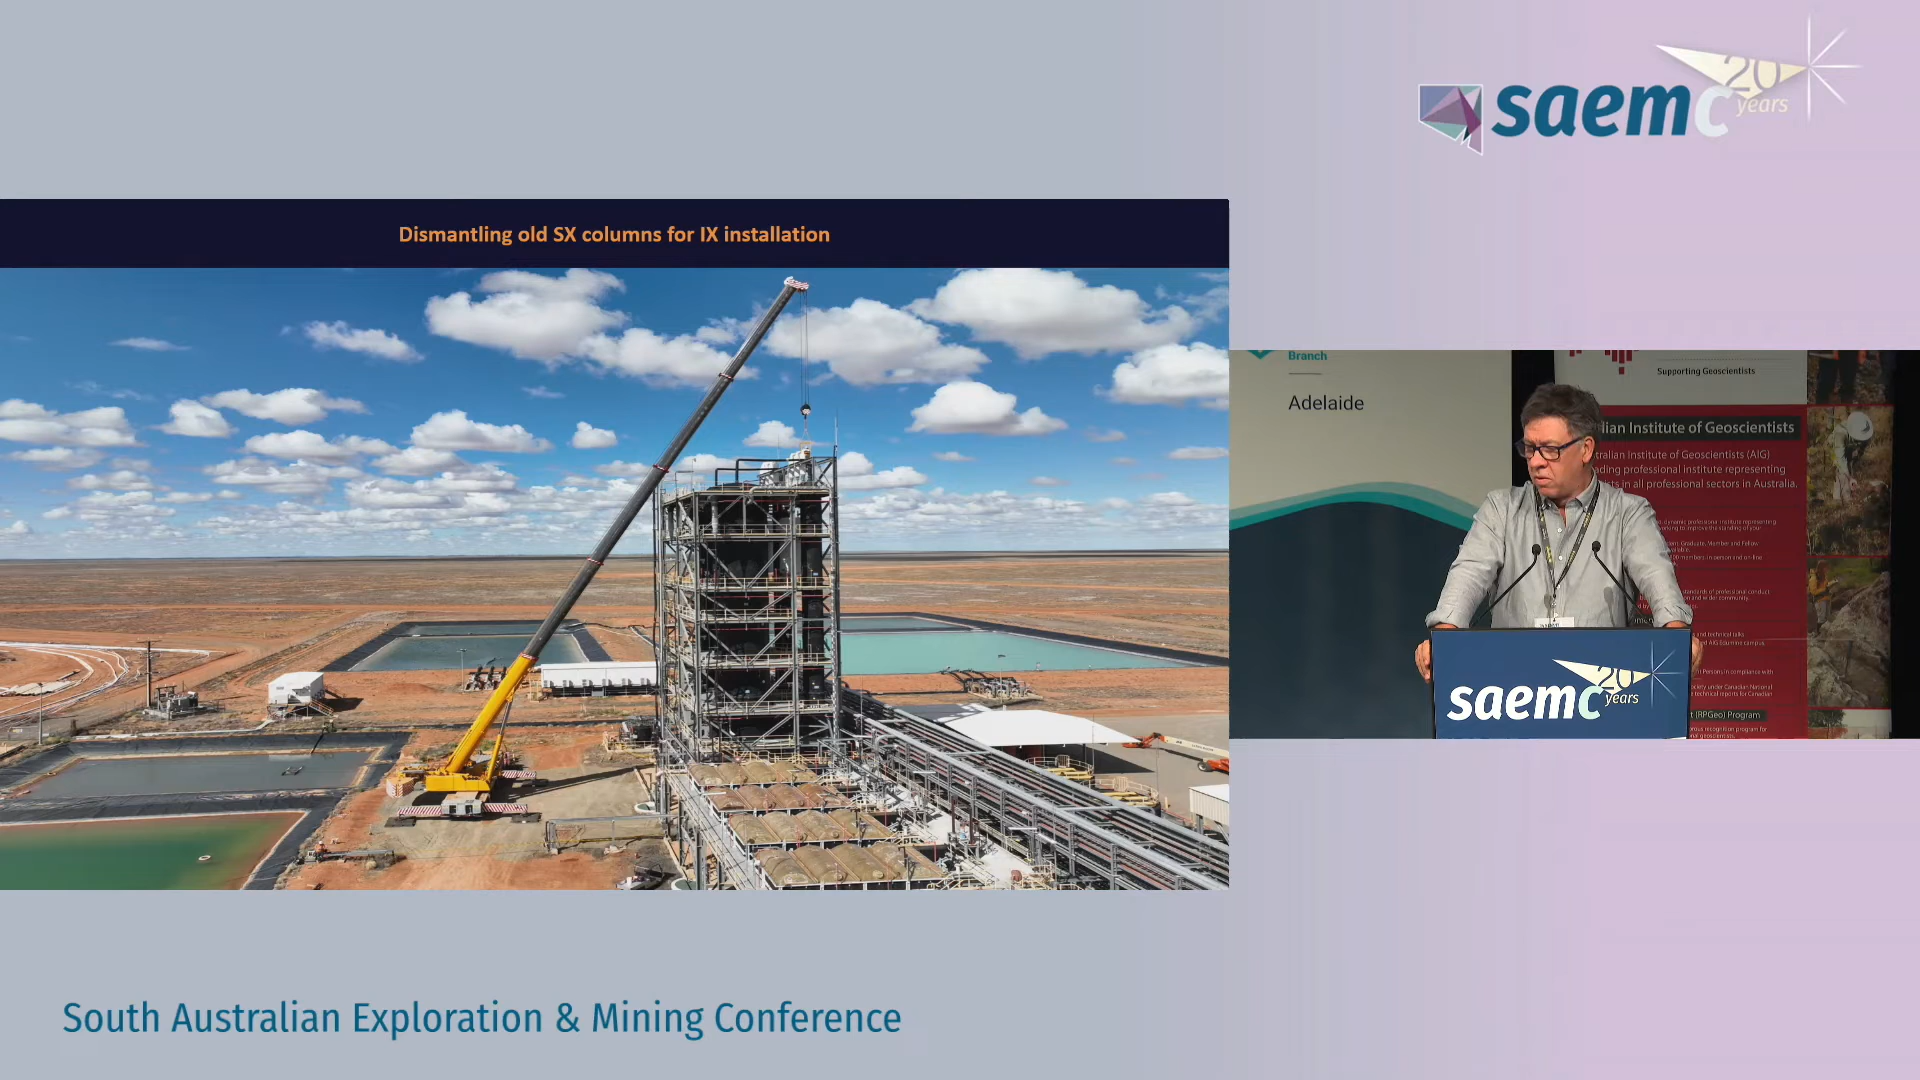 saemc
20
years
Dismantling old SX columns for IX installation
Branch
Adelaide
Supporting Geoscientists
lian Institute of Geoscientists
tralian Institute of Geoscientists (AIG)
ading professional institute representing
ists in all professional sectors in Australia.
t (RPGeo) Program
saemc
20
years
South Australian Exploration & Mining Conference